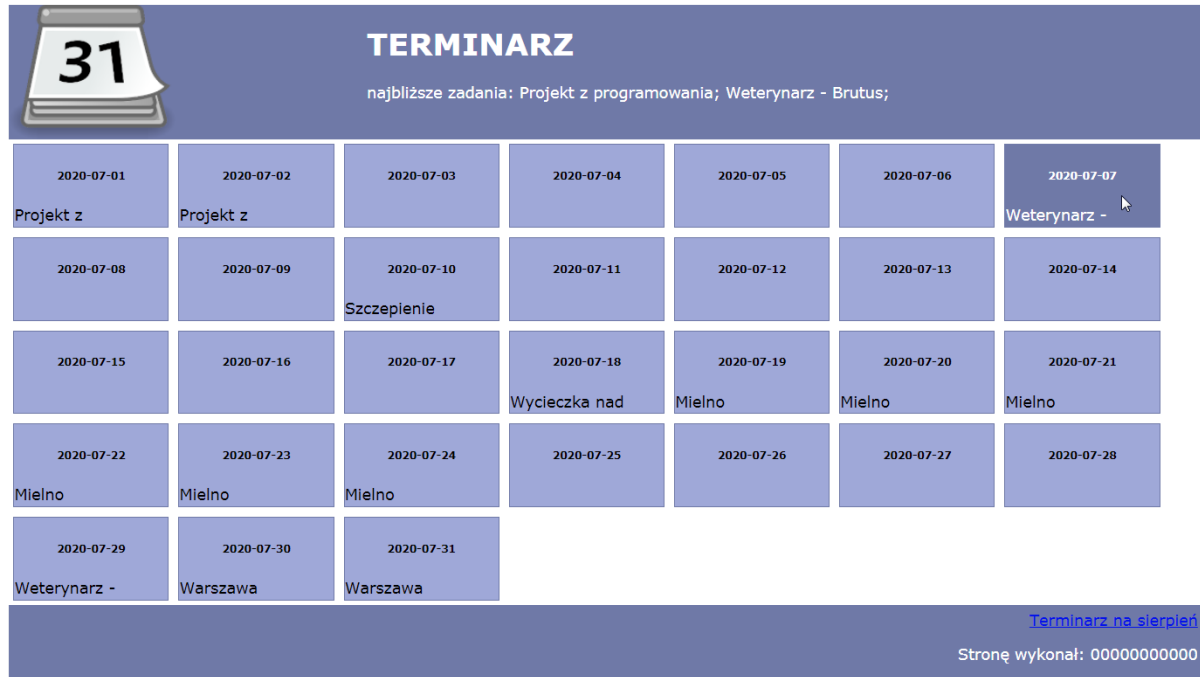 31
TERMINARZ
najbliższe zadania: Projekt z programowania; Weterynarz - Brutus;
2020-07-01
Projekt z
2020-07-02
Projekt z
2020-07-03
2020-07-04
2020-07-05
2020-07-06
2020-07-07
Weterynarz -
2020-07-08
2020-07-09
2020-07-10
Szczepienie
2020-07-11
2020-07-12
2020-07-13
2020-07-14
2020-07-15
2020-07-16
2020-07-17
2020-07-18
Wycieczka nad
2020-07-19
Mielno
2020-07-20
Mielno
2020-07-21
Mielno
2020-07-22
Mielno
2020-07-23
Mielno
2020-07-24
Mielno
2020-07-25
2020-07-26
2020-07-27
2020-07-28
2020-07-29
Weterynarz -
2020-07-30
Warszawa
2020-07-31
Warszawa
Terminarz na sierpień
Stronę wykonał: 00000000000